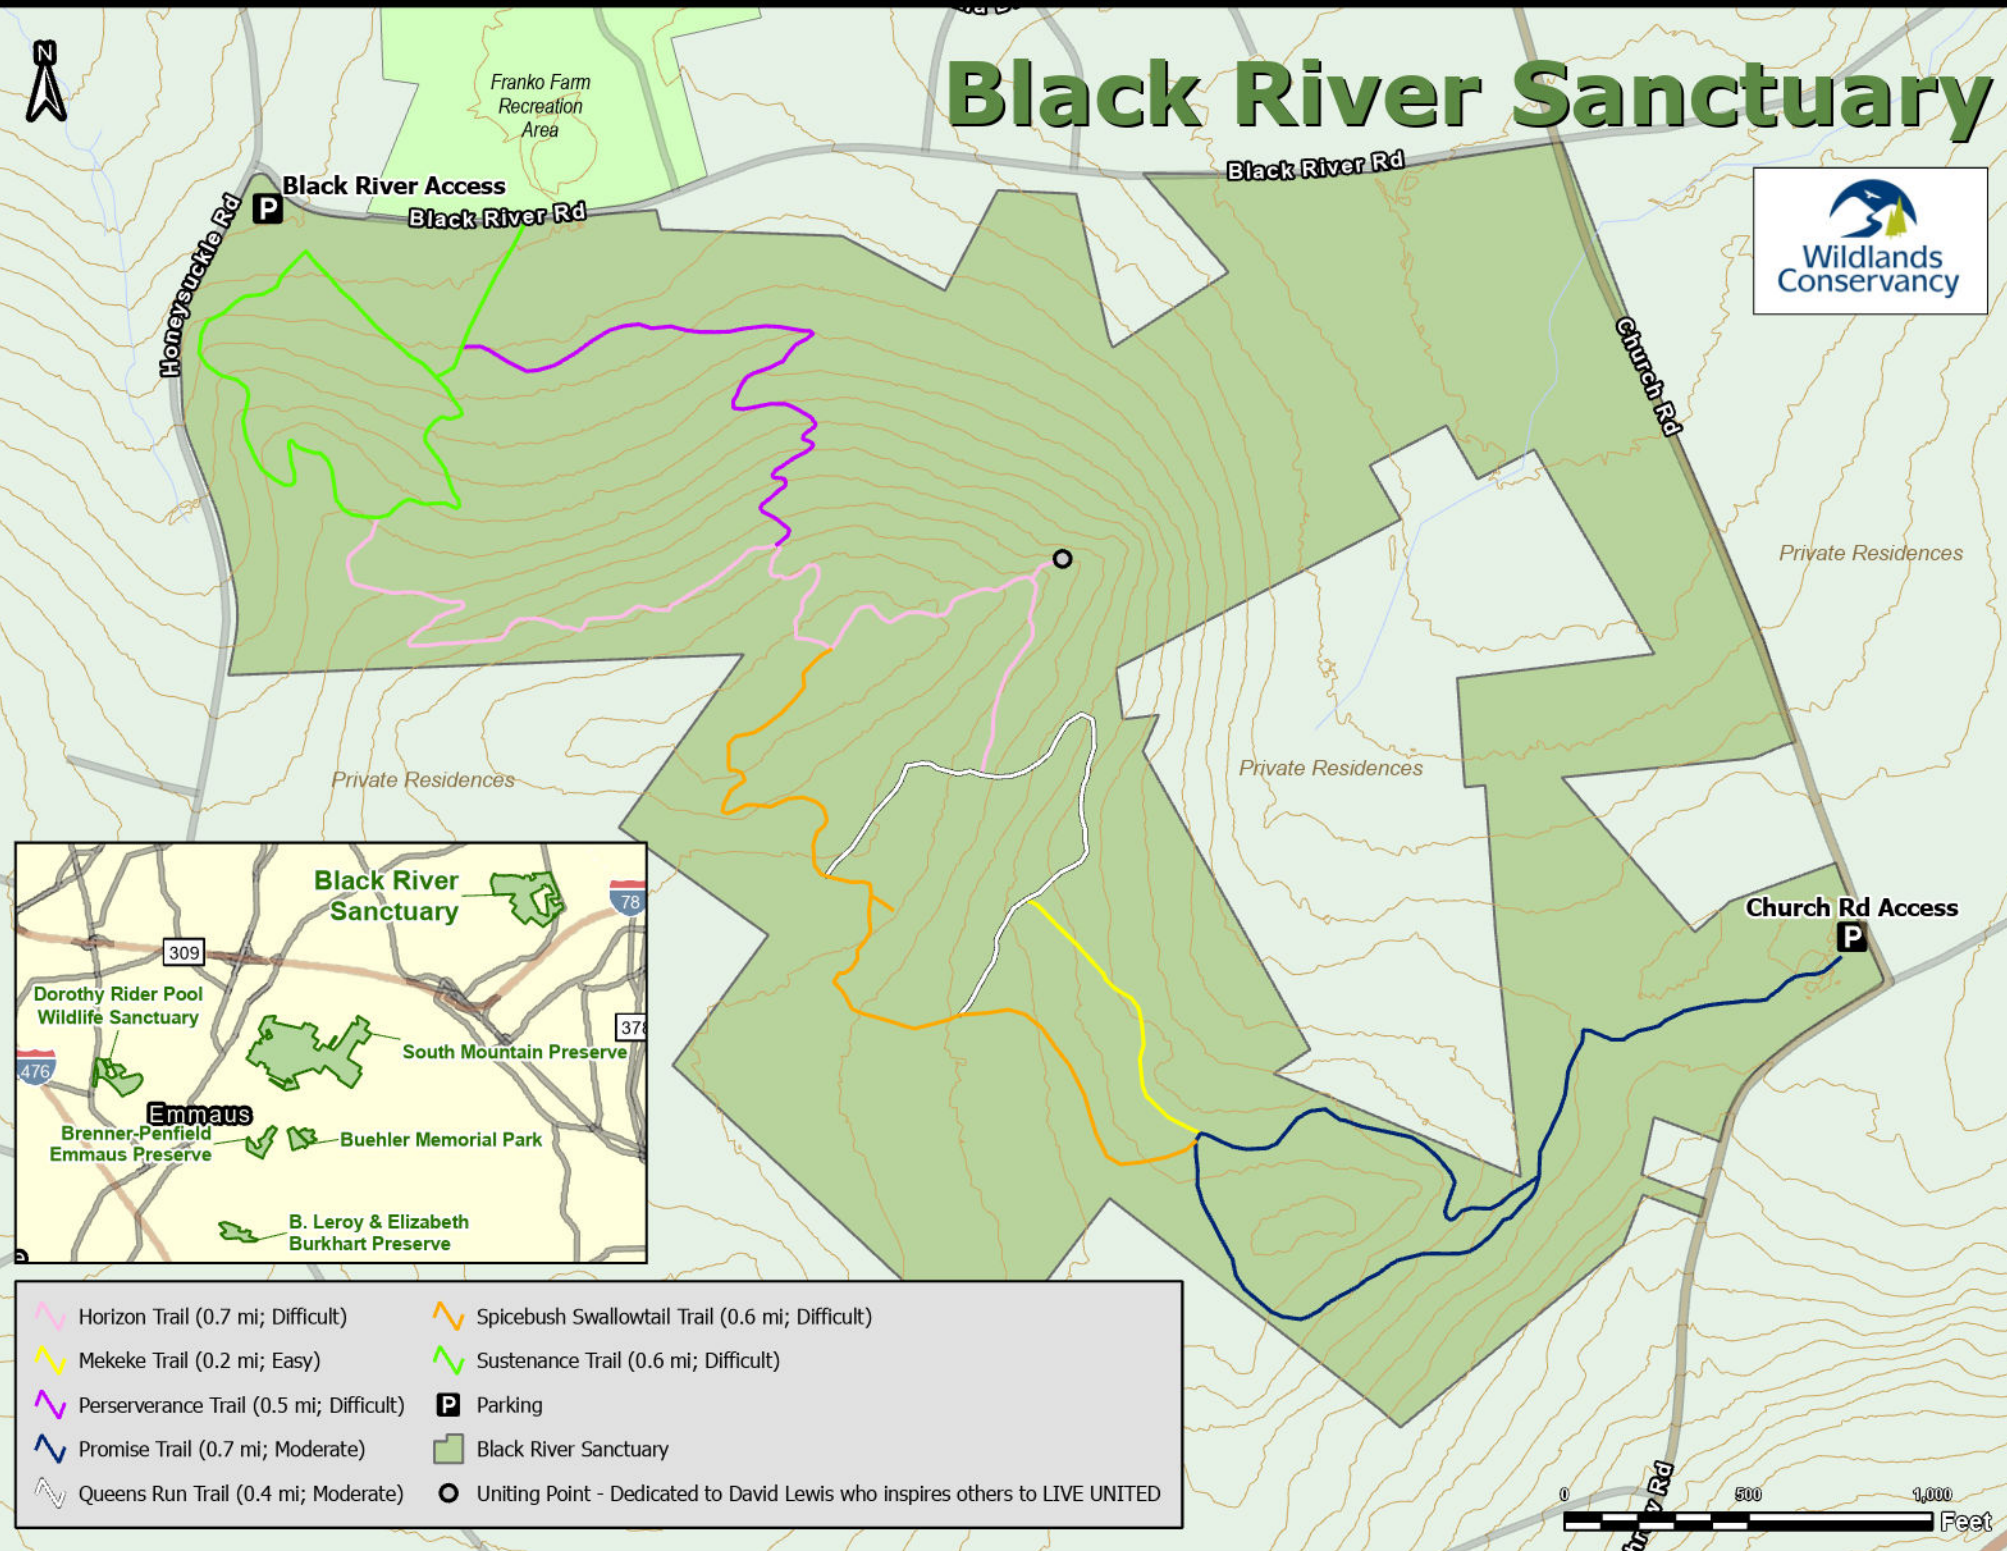 N
Franko Farm
Recreation
Area
Black River Sanctuary
Black River Rd
Black River Access
P
Black River Rd
Honeysuckle Rd
Wildlands
Conservancy
Church Rd
Private Residences
Private Residences
Private Residences
Church Rd Access
P
Black River
Sanctuary
78
309
Dorothy Rider Pool
Wildlife Sanctuary
378
South Mountain Preserve
476
Emmaus
Brenner-Penfield
Emmaus Preserve
Buehler Memorial Park
B. Leroy & Elizabeth
Burkhart Preserve
Horizon Trail (0.7 mi; Difficult)
Mekeke Trail (0.2 mi; Easy)
Perserverance Trail (0.5 mi; Difficult)
Promise Trail (0.7 mi; Moderate)
Queens Run Trail (0.4 mi; Moderate)
Spicebush Swallowtail Trail (0.6 mi; Difficult)
Sustenance Trail (0.6 mi; Difficult)
P Parking
Black River Sanctuary
Uniting Point - Dedicated to David Lewis who inspires others to LIVE UNITED
Rd
0 500 1,000
Feet